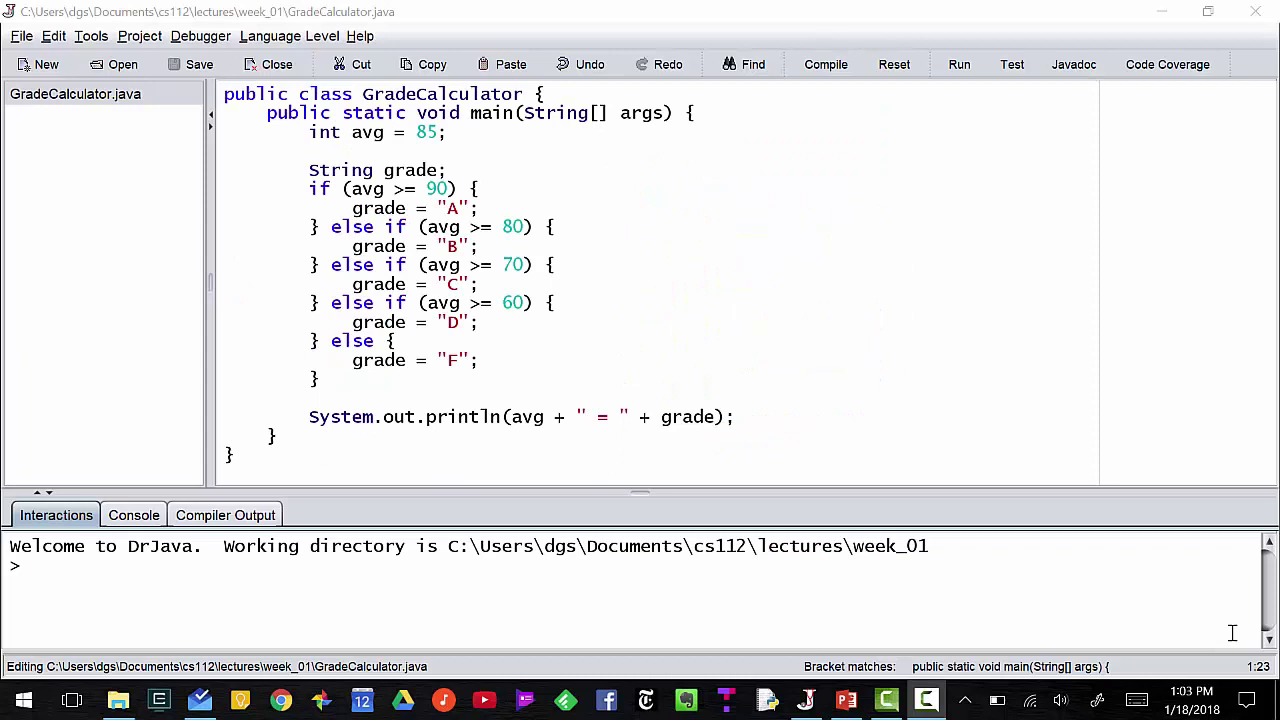 C:\Users\dgs\Documents\cs112\lectures\week_01\GradeCalculator.java
File Edit Tools Project Debugger Language Level Help
New Open Save Close Cut Copy Paste Undo Redo Find Compile Reset Run Test Javadoc Code Coverage
GradeCalculator.java
public class GradeCalculator {
public static void main(String[] args) {
int avg = 85;
String grade;
if (avg >= 90) {
grade = "A";
} else if (avg >= 80) {
grade = "B";
} else if (avg >= 70) {
grade = "C";
} else if (avg >= 60) {
grade = "D";
} else {
grade = "F";
}
System.out.println(avg + " = " + grade);
}
}
Interactions Console Compiler Output
Welcome to DrJava. Working directory is C:\Users\dgs\Documents\cs112\lectures\week_01
>
Editing C:\Users\dgs\Documents\cs112\lectures\week_01\GradeCalculator.java Bracket matches: public static void main(String[] args) { 1:23
1:03 PM
1/18/2018
12